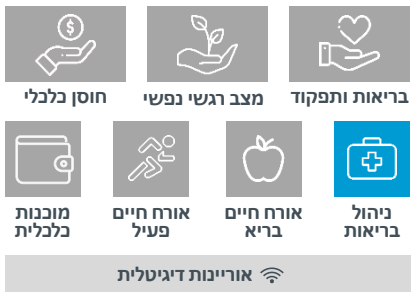 בריאות ותפקוד
מצב רגשי נפשי
חוסן כלכלי
ניהול
בריאות
אורח חיים
בריא
אורח חיים
פעיל
מוכנות
כלכלית
אוריינות דיגיטלית